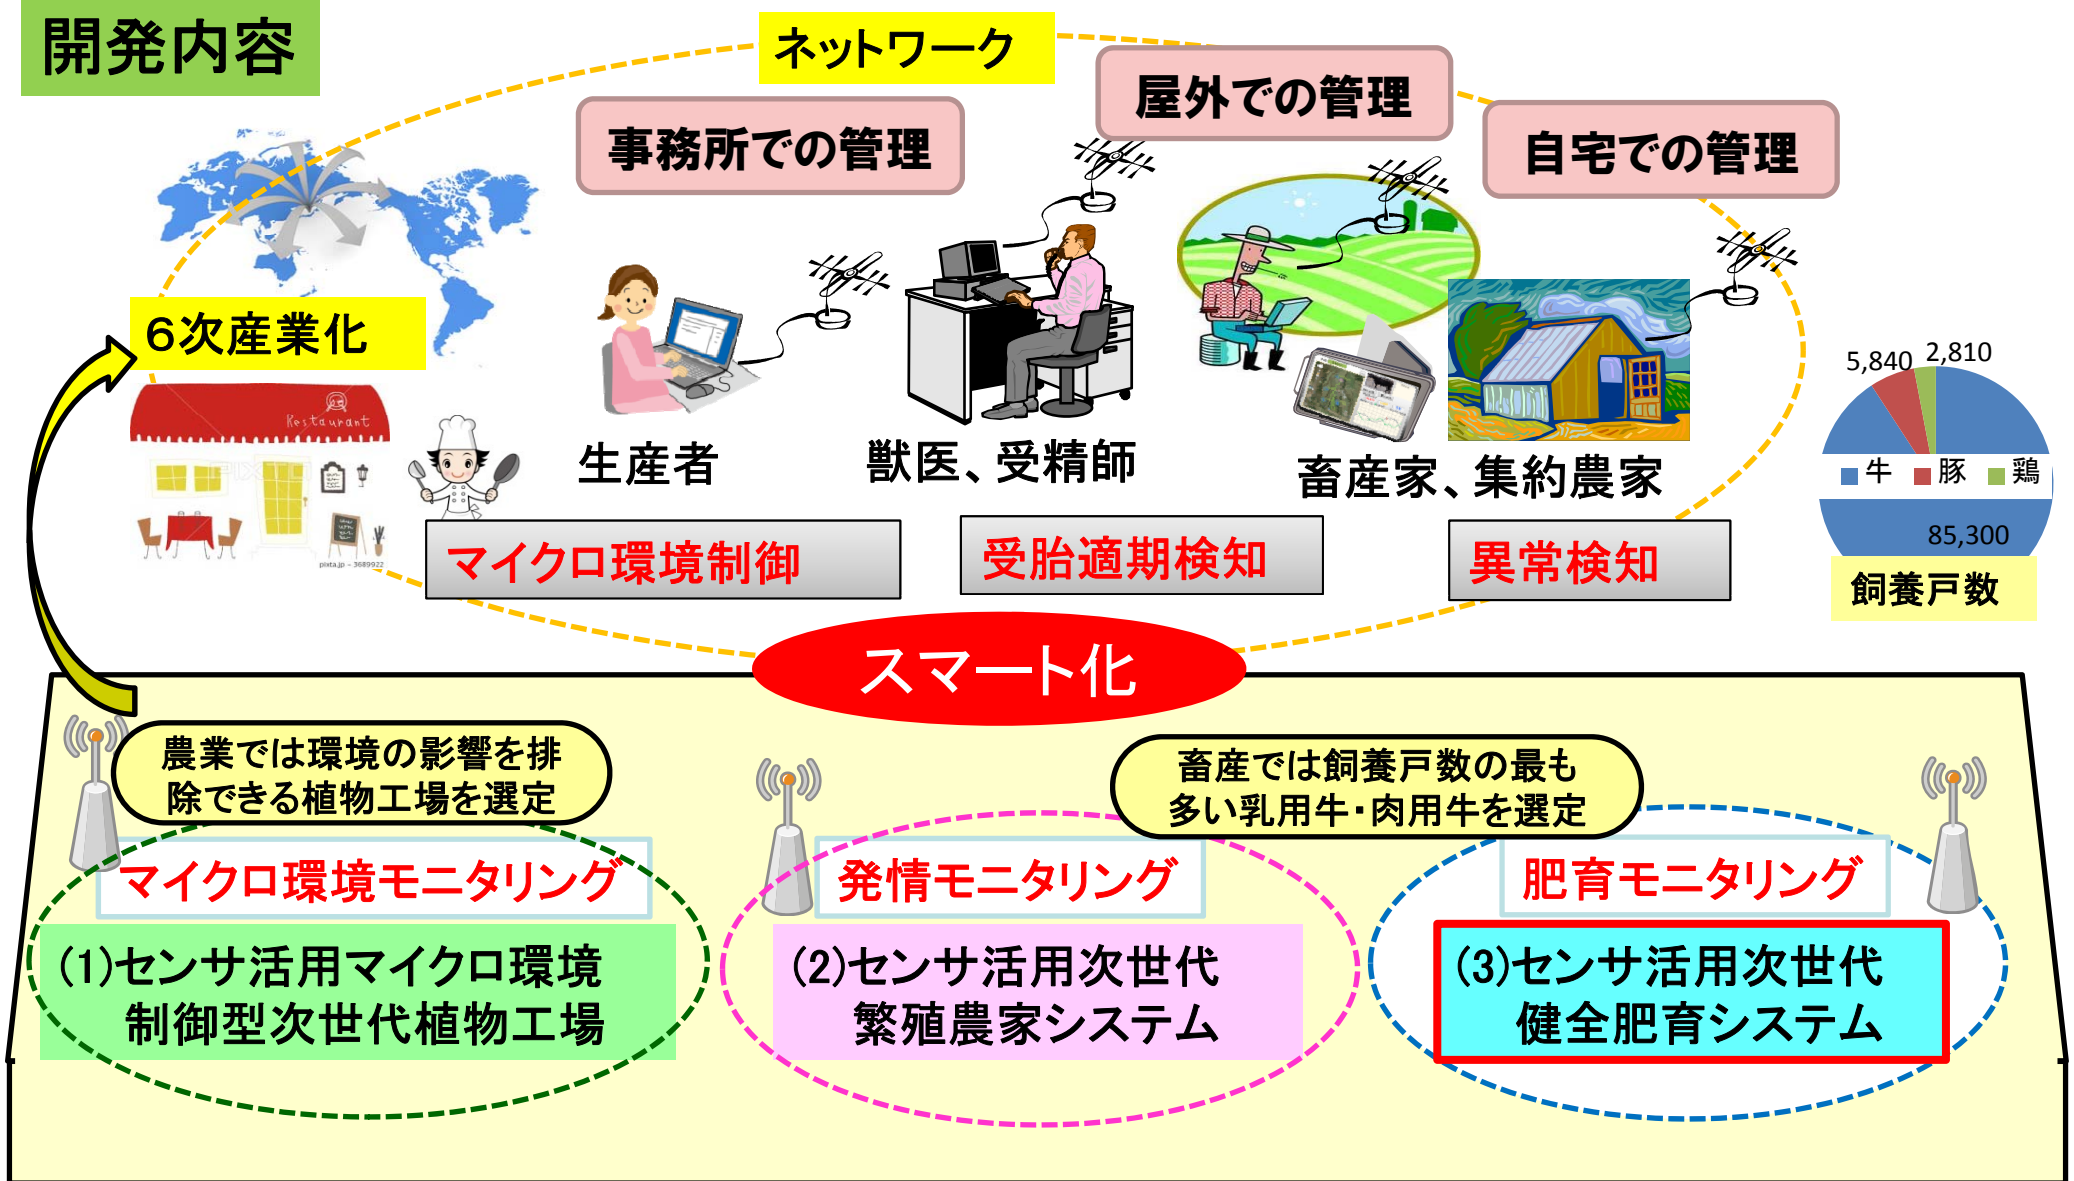 開発内容
ネットワーク
事務所での管理
屋外での管理
自宅での管理
6次産業化
Restaurant
pixta.jp - 3689922
生産者
獣医、受精師
畜産家、集約農家
5,840
2,810
牛
豚
鶏
85,300
飼養戸数
マイクロ環境制御
受胎適期検知
異常検知
スマート化
農業では環境の影響を排
除できる植物工場を選定
畜産では飼養戸数の最も
多い乳用牛・肉用牛を選定
マイクロ環境モニタリング
発情モニタリング
肥育モニタリング
(1)センサ活用マイクロ環境
制御型次世代植物工場
(2)センサ活用次世代
繁殖農家システム
(3)センサ活用次世代
健全肥育システム